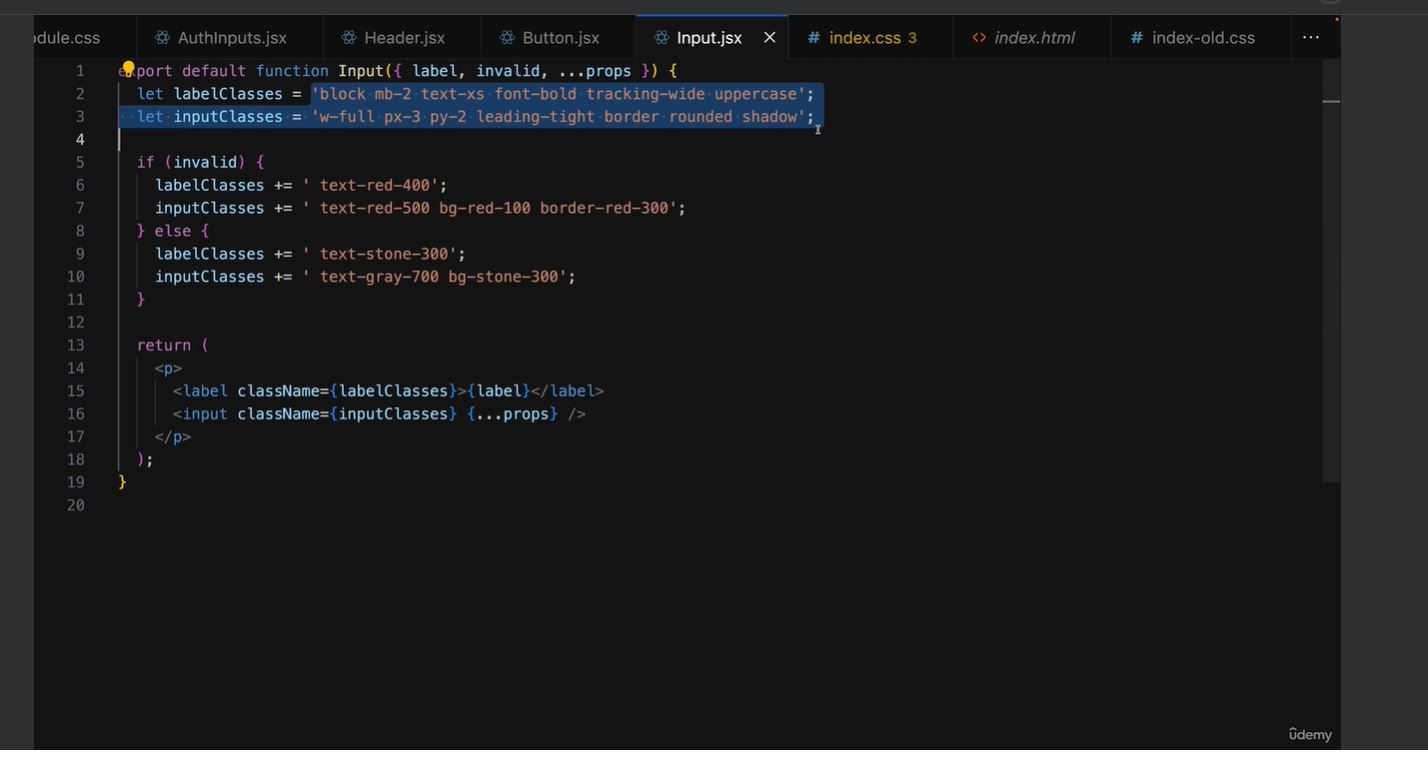 dule.css AuthInputs.jsx Header.jsx Button.jsx Input.jsx # index.css 3 <> index.html # index-old.css ...
1 export default function Input({ label, invalid, ...props }) {
2 let labelClasses = 'block mb-2 text-xs font-bold tracking-wide uppercase';
3 let inputClasses = 'w-full px-3 py-2 leading-tight border rounded shadow';
4
5 if (invalid) {
6 labelClasses += ' text-red-400';
7 inputClasses += ' text-red-500 bg-red-100 border-red-300';
8 } else {
9 labelClasses += ' text-stone-300';
10 inputClasses += ' text-gray-700 bg-stone-300';
11 }
12
13 return (
14 <p>
15 <label className={labelClasses}>{label}</label>
16 <input className={inputClasses} {...props} />
17 </p>
18 );
19 }
20
ûdemy